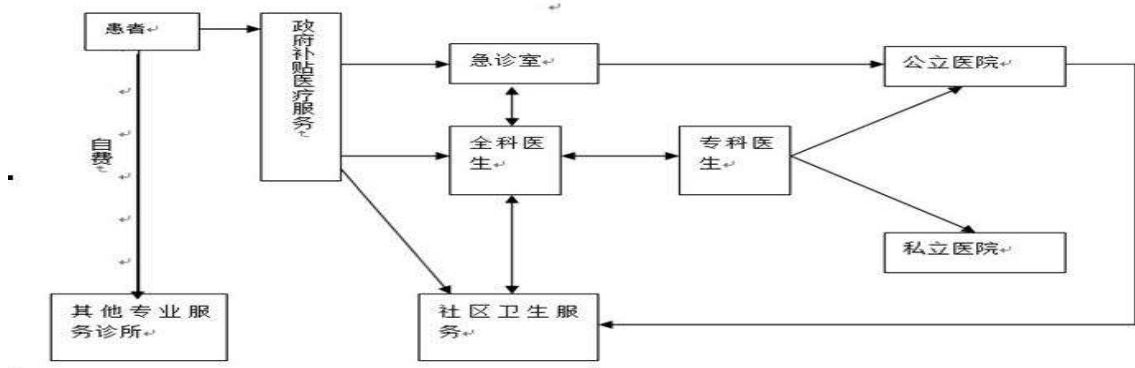 患者
政府补贴医疗服务
急诊室
公立医院
自费
全科医
生
专科医
生
私立医院
其他专业服
务诊所
社区卫生服
务